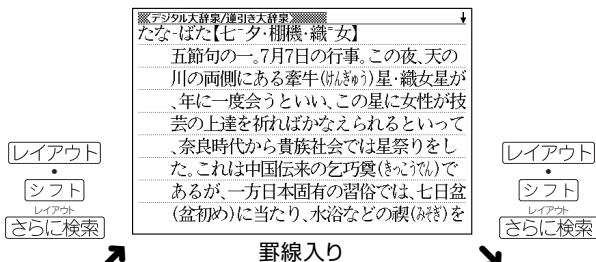 デジタル大辞泉/逆引き大辞泉
たな-ばた【七-夕・棚機・織-女】
五節句の一。7月7日の行事。この夜、天の
川の両側にある牽牛(けんぎゅう)星・織女星が
、年に一度会うといい、この星に女性が技
芸の上達を祈ればかなえられるといって
、奈良時代から貴族社会では星祭りをし
た。これは中国伝来の乞巧奠(きっこうでん)で
あるが、一方日本固有の習俗では、七日盆
(盆初め)に当たり、水浴などの禊(みそぎ)を
レイアウト
・
シフト
レイアウト
さらに検索
罫線入り
レイアウト
・
シフト
レイアウト
さらに検索